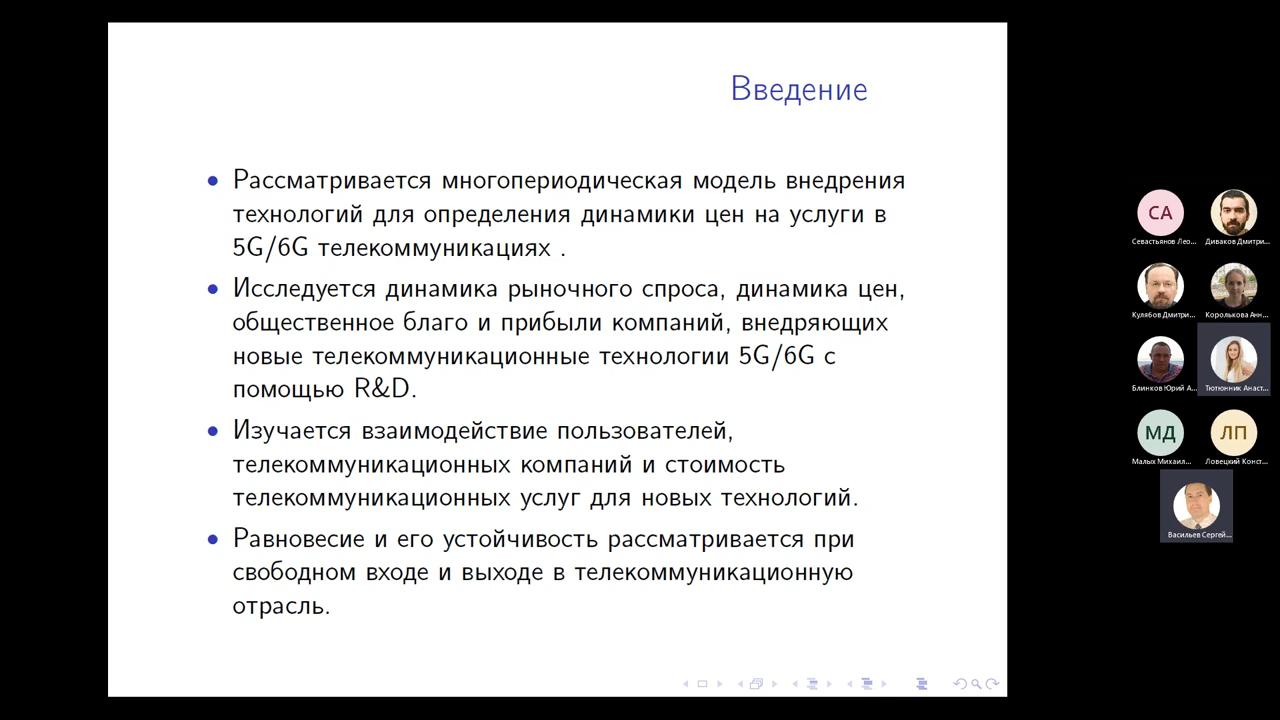 Введение
• Рассматривается многопериодическая модель внедрения
технологий для определения динамики цен на услуги в
5G/6G телекоммуникациях .
• Исследуется динамика рыночного спроса, динамика цен,
общественное благо и прибыли компаний, внедряющих
новые телекоммуникационные технологии 5G/6G с
помощью R&D.
• Изучается взаимодействие пользователей,
телекоммуникационных компаний и стоимость
телекоммуникационных услуг для новых технологий.
• Равновесие и его устойчивость рассматривается при
свободном входе и выходе в телекоммуникационную
отрасль.
СА
Севастьянов Лео...
Диваков Дмитри...
Кулябов Дмитри...
Королькова Анн...
Блинков Юрий А...
Тютюнник Анаст...
МД
ЛП
Малых Михаил...
Ловецкий Конст...
Васильев Сергей...